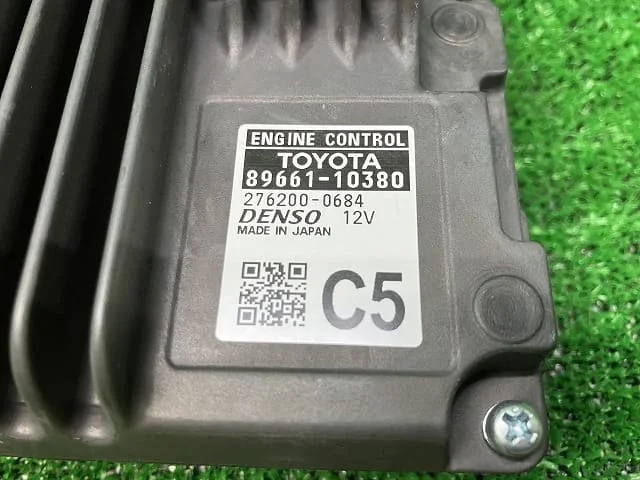 ENGINE CONTROL
TOYOTA
89661-10380
276200-0684
DENSO 12V
MADE IN JAPAN
C5